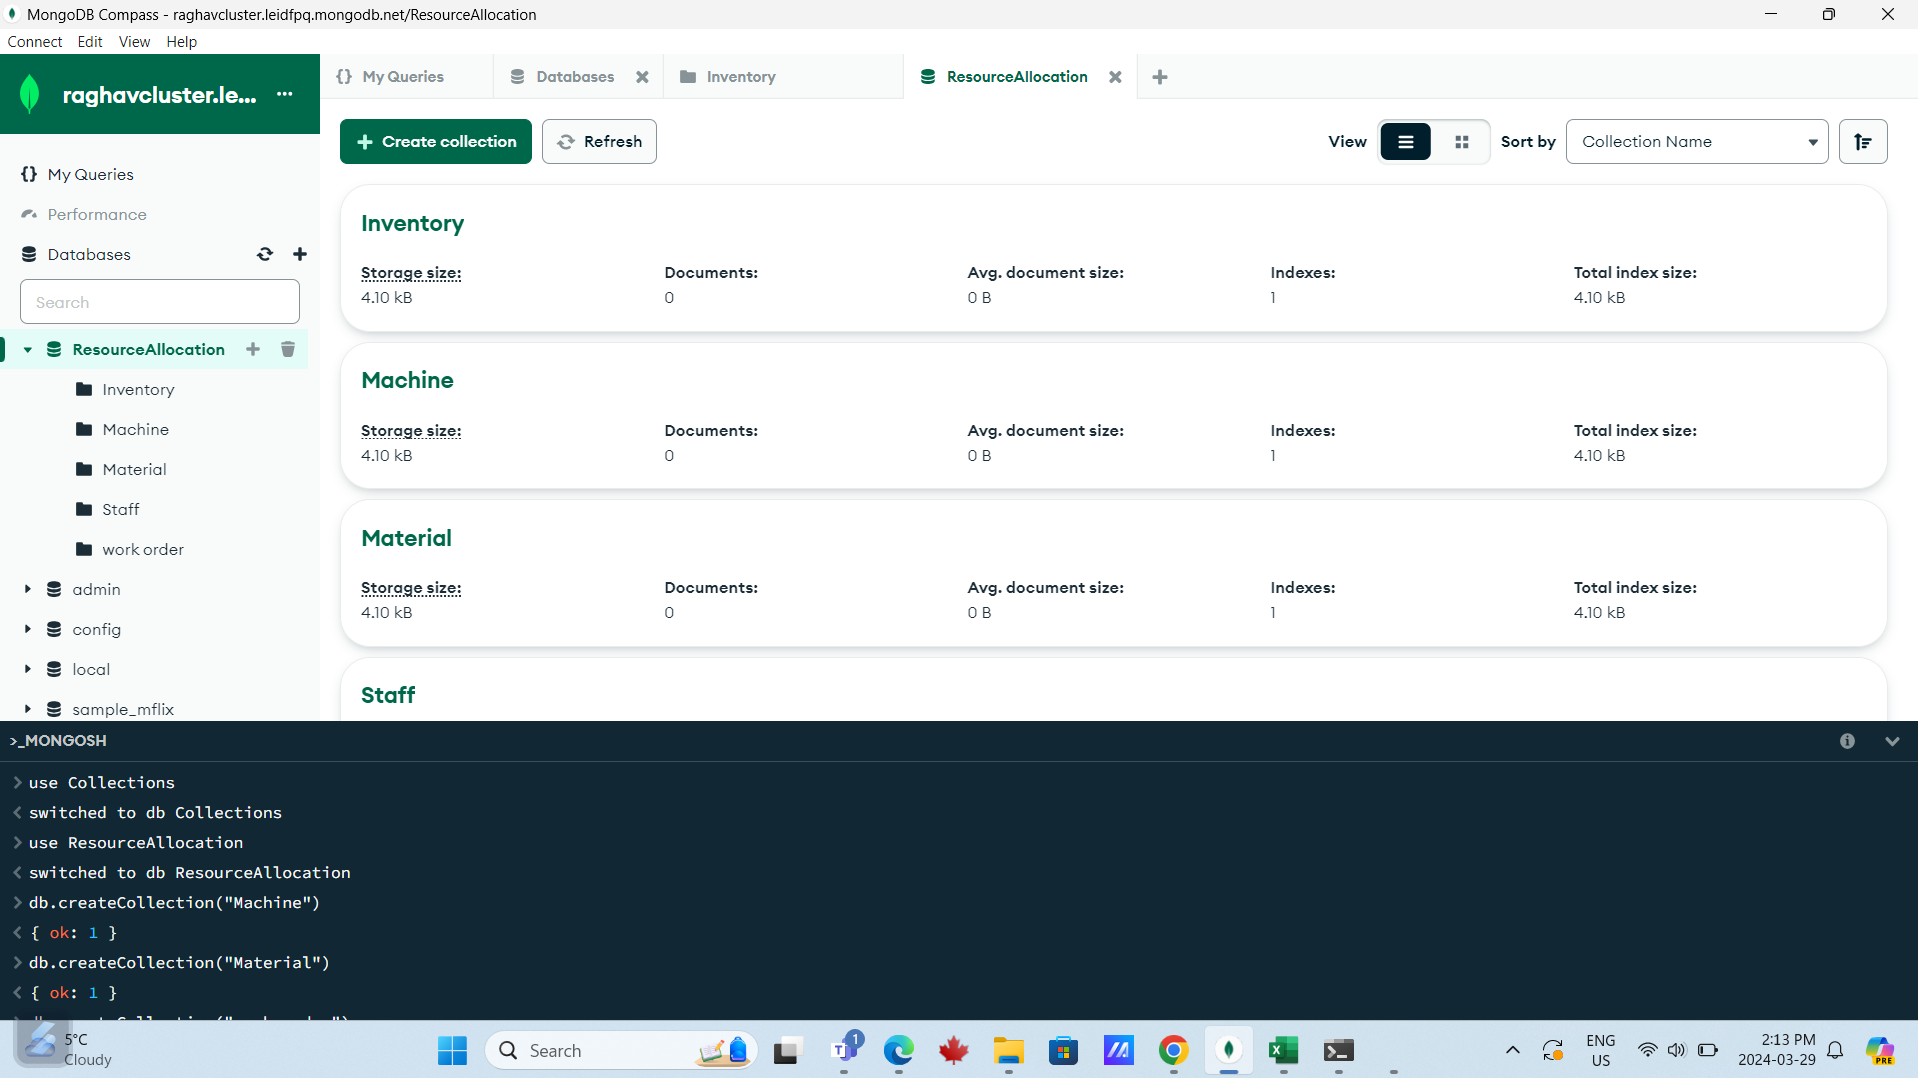 MongoDB Compass - raghavcluster.leidfpq.mongodb.net/ResourceAllocation
Connect Edit View Help
raghavcluster.le... ...
{} My Queries
Databases
Inventory
ResourceAllocation
My Queries
Performance
Databases
Search
ResourceAllocation
Inventory
Machine
Material
Staff
work order
admin
config
local
sample_mflix
Create collection
Refresh
View
Sort by
Collection Name
Inventory
Storage size: Documents: Avg. document size: Indexes: Total index size:
4.10 kB 0 0 B 1 4.10 kB
Machine
Storage size: Documents: Avg. document size: Indexes: Total index size:
4.10 kB 0 0 B 1 4.10 kB
Material
Storage size: Documents: Avg. document size: Indexes: Total index size:
4.10 kB 0 0 B 1 4.10 kB
Staff
>_MONGOSH
> use Collections
< switched to db Collections
> use ResourceAllocation
< switched to db ResourceAllocation
> db.createCollection("Machine")
< { ok: 1 }
> db.createCollection("Material")
< { ok: 1 }
5°C
Cloudy
Search
1
ENG
US
2:13 PM
2024-03-29
PRE